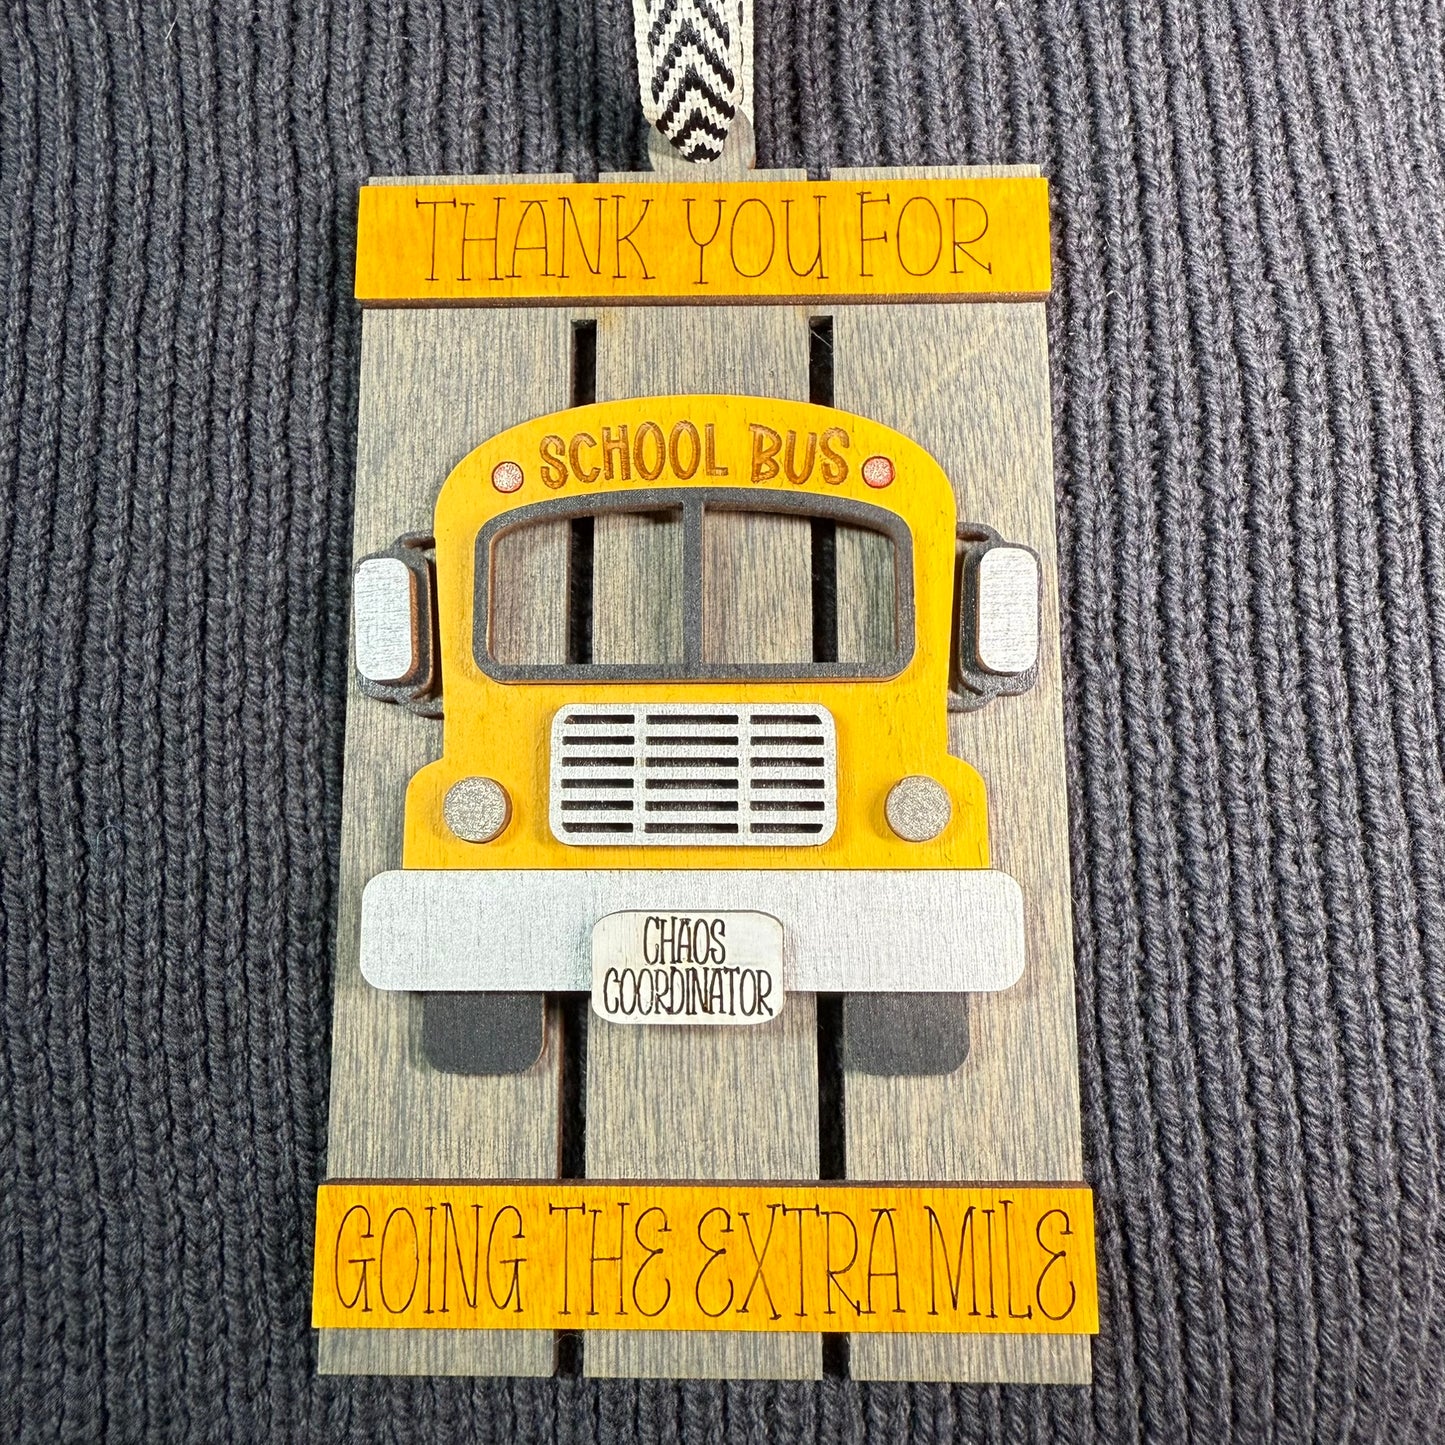 THANK YOU FOR
SCHOOL BUS
CHAOS
COORDINATOR
GOING THE EXTRA MILE